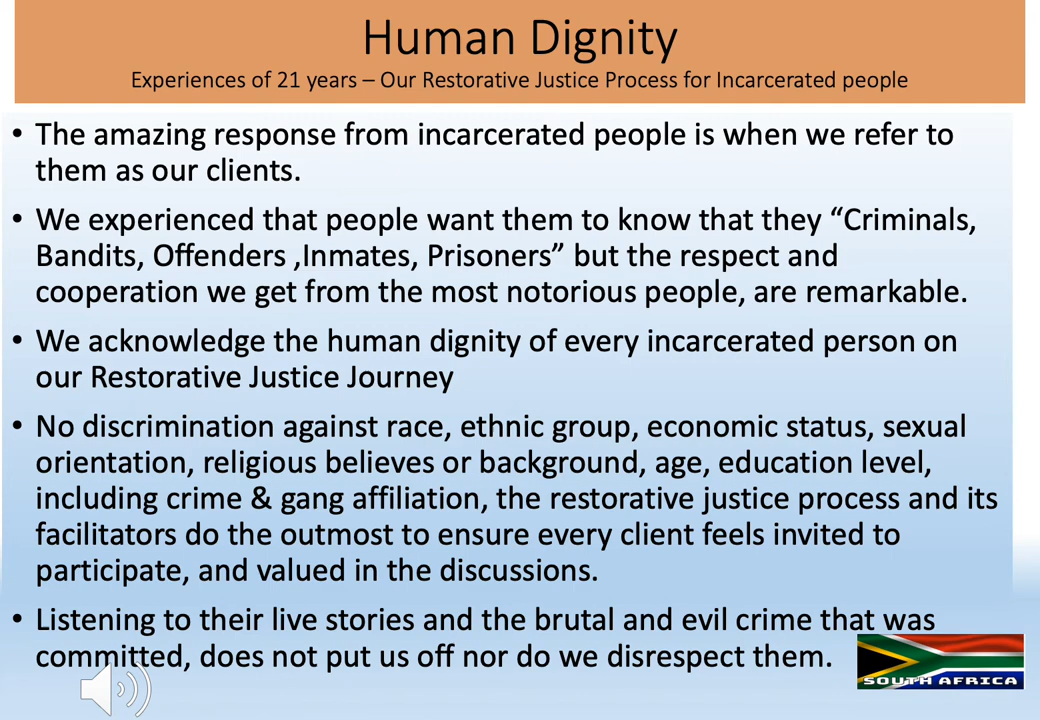 Human Dignity
Experiences of 21 years – Our Restorative Justice Process for Incarcerated people
• The amazing response from incarcerated people is when we refer to
them as our clients.
• We experienced that people want them to know that they “Criminals,
Bandits, Offenders ,Inmates, Prisoners” but the respect and
cooperation we get from the most notorious people, are remarkable.
• We acknowledge the human dignity of every incarcerated person on
our Restorative Justice Journey
• No discrimination against race, ethnic group, economic status, sexual
orientation, religious believes or background, age, education level,
including crime & gang affiliation, the restorative justice process and its
facilitators do the outmost to ensure every client feels invited to
participate, and valued in the discussions.
• Listening to their live stories and the brutal and evil crime that was
committed, does not put us off nor do we disrespect them.
SOUTH AFRICA